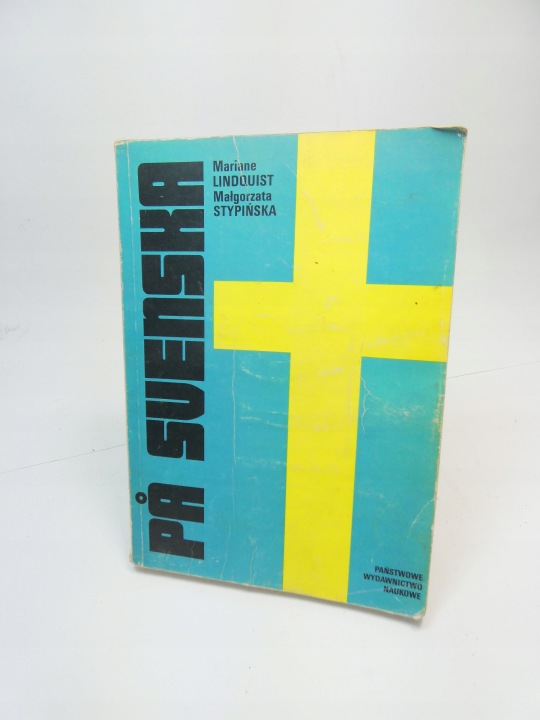 PÅ SVENSKA
Mariane
LINDQUIST
Małgorzata
STYPIŃSKA
PAŃSTWOWE
WYDAWNICTWO
NAUKOWE